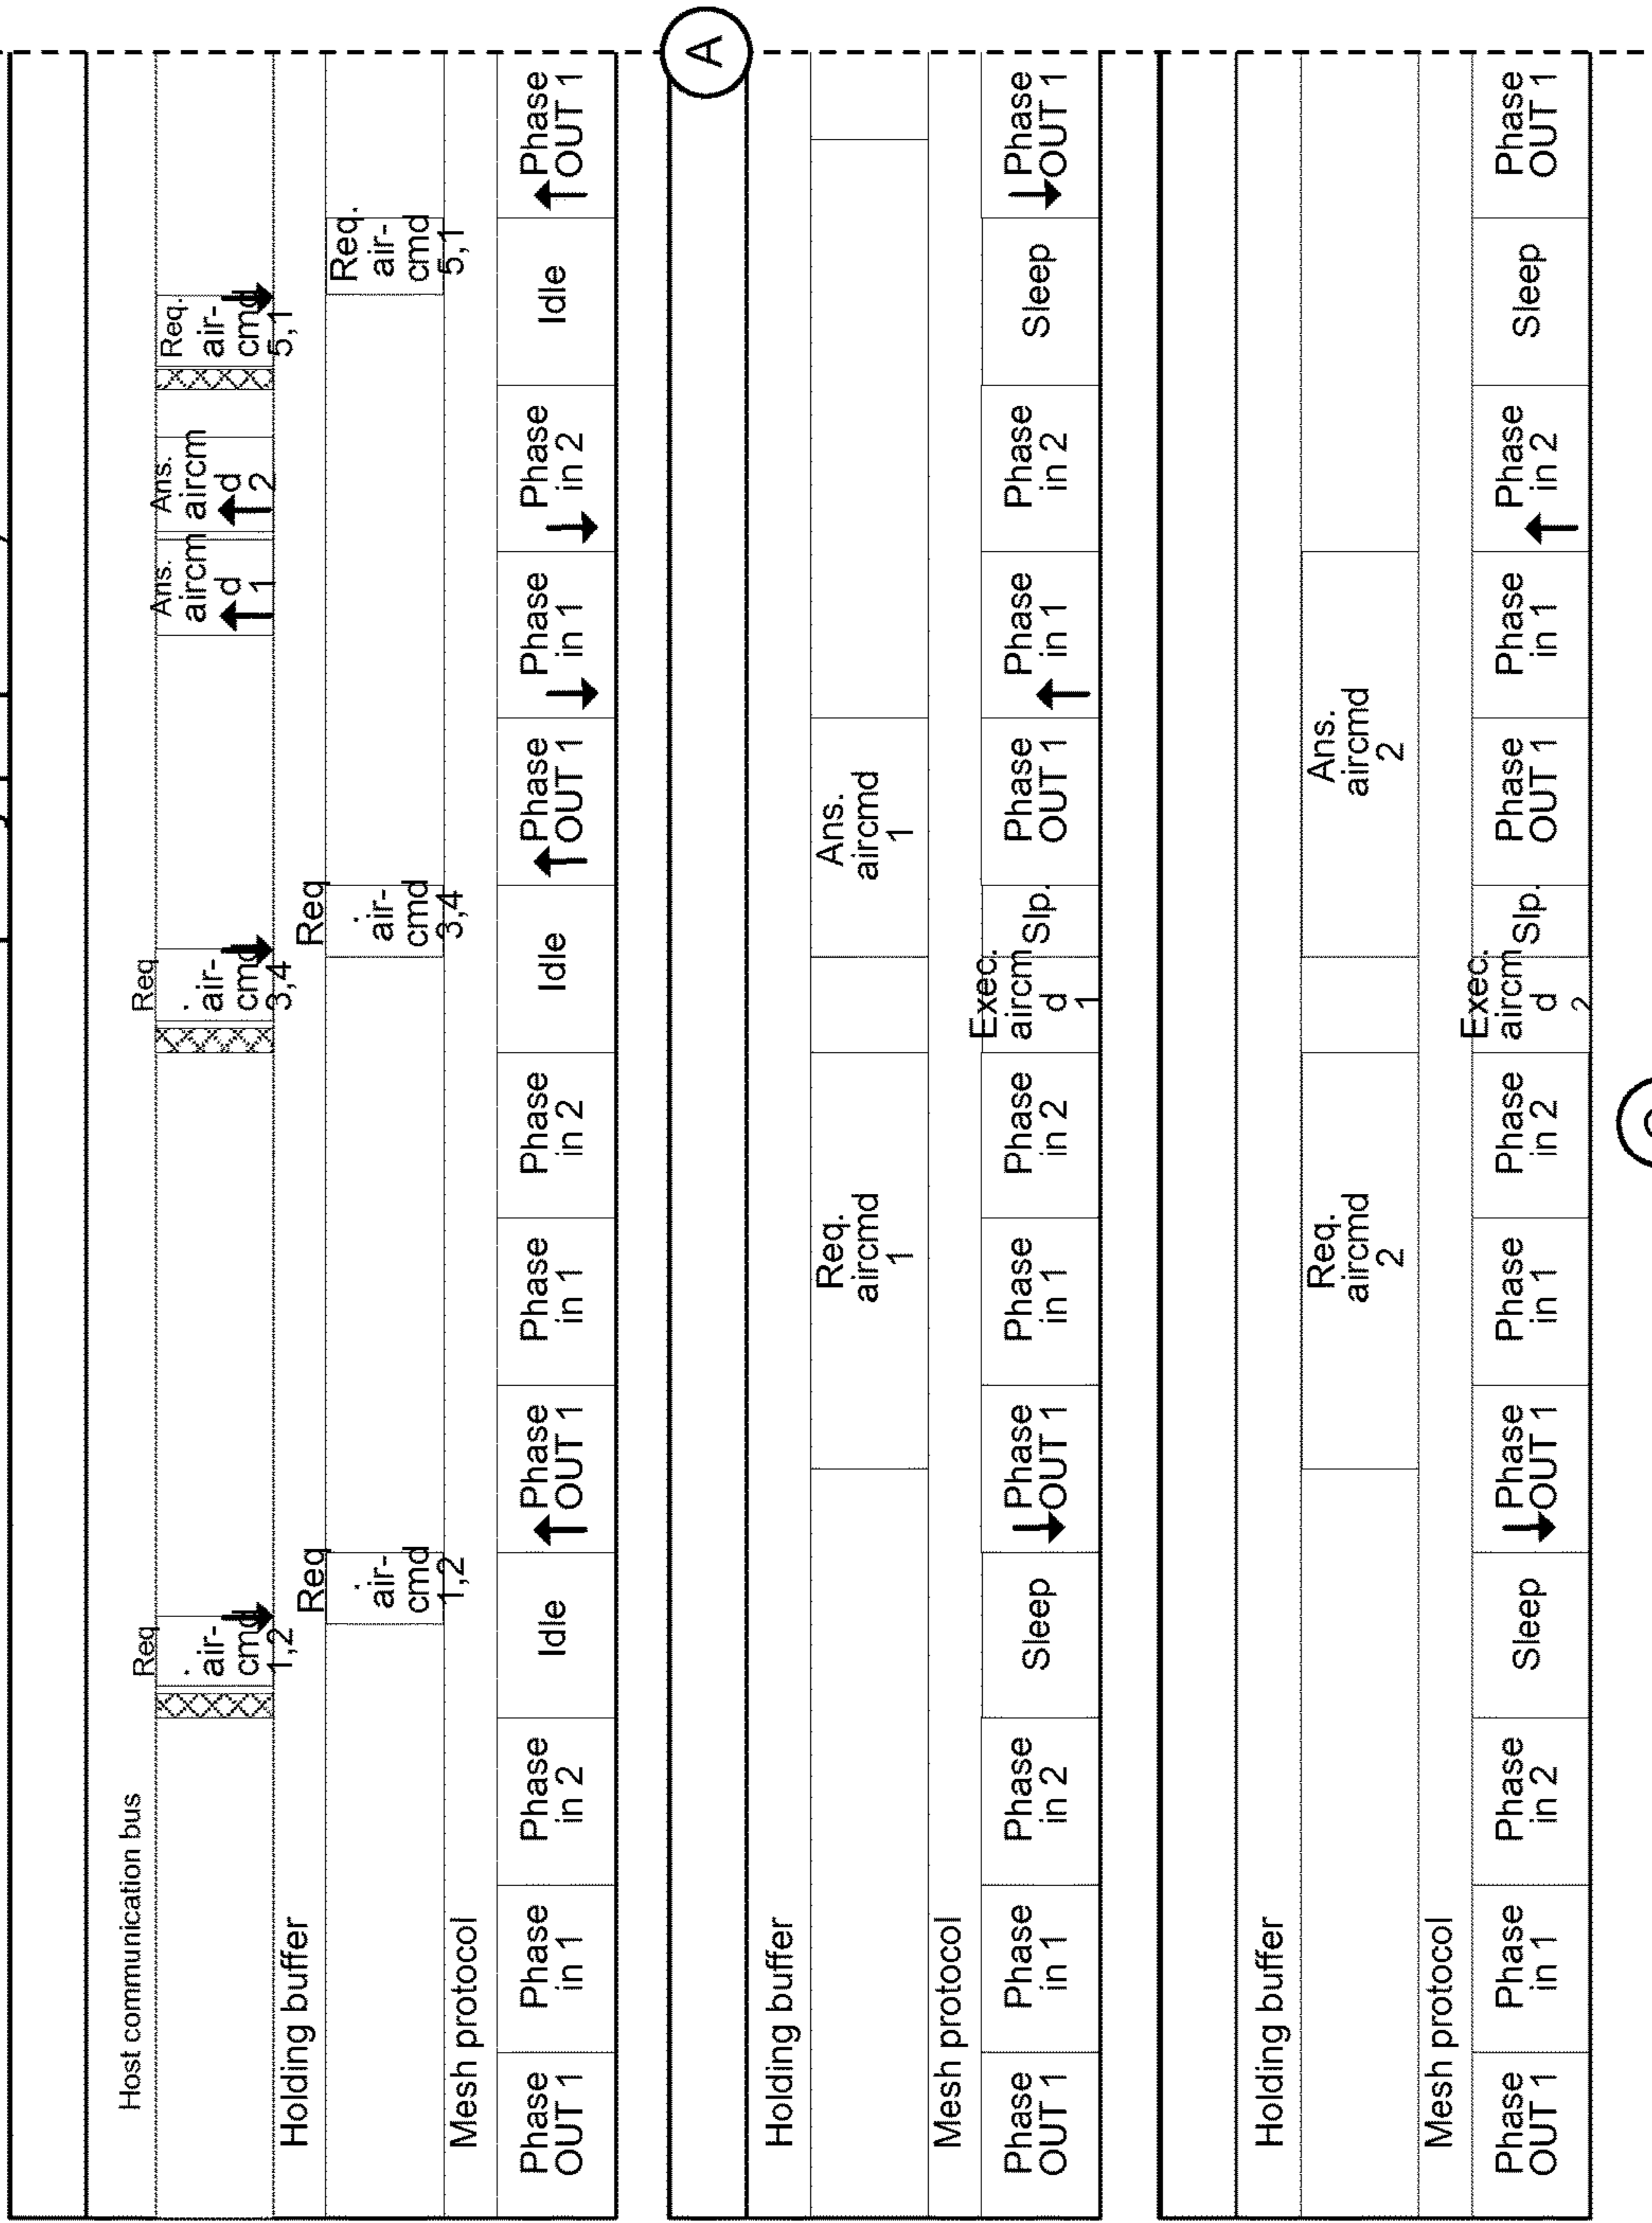 Host communication bus
Req
. air-
cmd
1,2
Req
. air-
cmd
3,4
Ans.
aircm
d
1
Ans.
aircm
d
2
Req.
air-
cmd
5,1
Holding buffer
Req
. air-
cmd
1,2
Req
. air-
cmd
3,4
Req.
air-
cmd
5,1
Mesh protocol
Phase
OUT 1
Phase
in 1
Phase
in 2
Idle
Phase
OUT 1
Phase
in 1
Phase
in 2
Idle
Phase
OUT 1
Phase
in 1
Phase
in 2
Idle
Phase
OUT 1
A
Holding buffer
Req.
aircmd
1
Ans.
aircmd
1
Mesh protocol
Phase
OUT 1
Phase
in 1
Phase
in 2
Sleep
Phase
OUT 1
Phase
in 1
Phase
in 2
Exec.
aircm
d
1
Slp.
Phase
OUT 1
Phase
in 1
Phase
in 2
Sleep
Phase
OUT 1
Holding buffer
Req.
aircmd
2
Ans.
aircmd
2
Mesh protocol
Phase
OUT 1
Phase
in 1
Phase
in 2
Sleep
Phase
OUT 1
Phase
in 1
Phase
in 2
Exec.
aircm
d
2
Slp.
Phase
OUT 1
Phase
in 1
Phase
in 2
Sleep
Phase
OUT 1